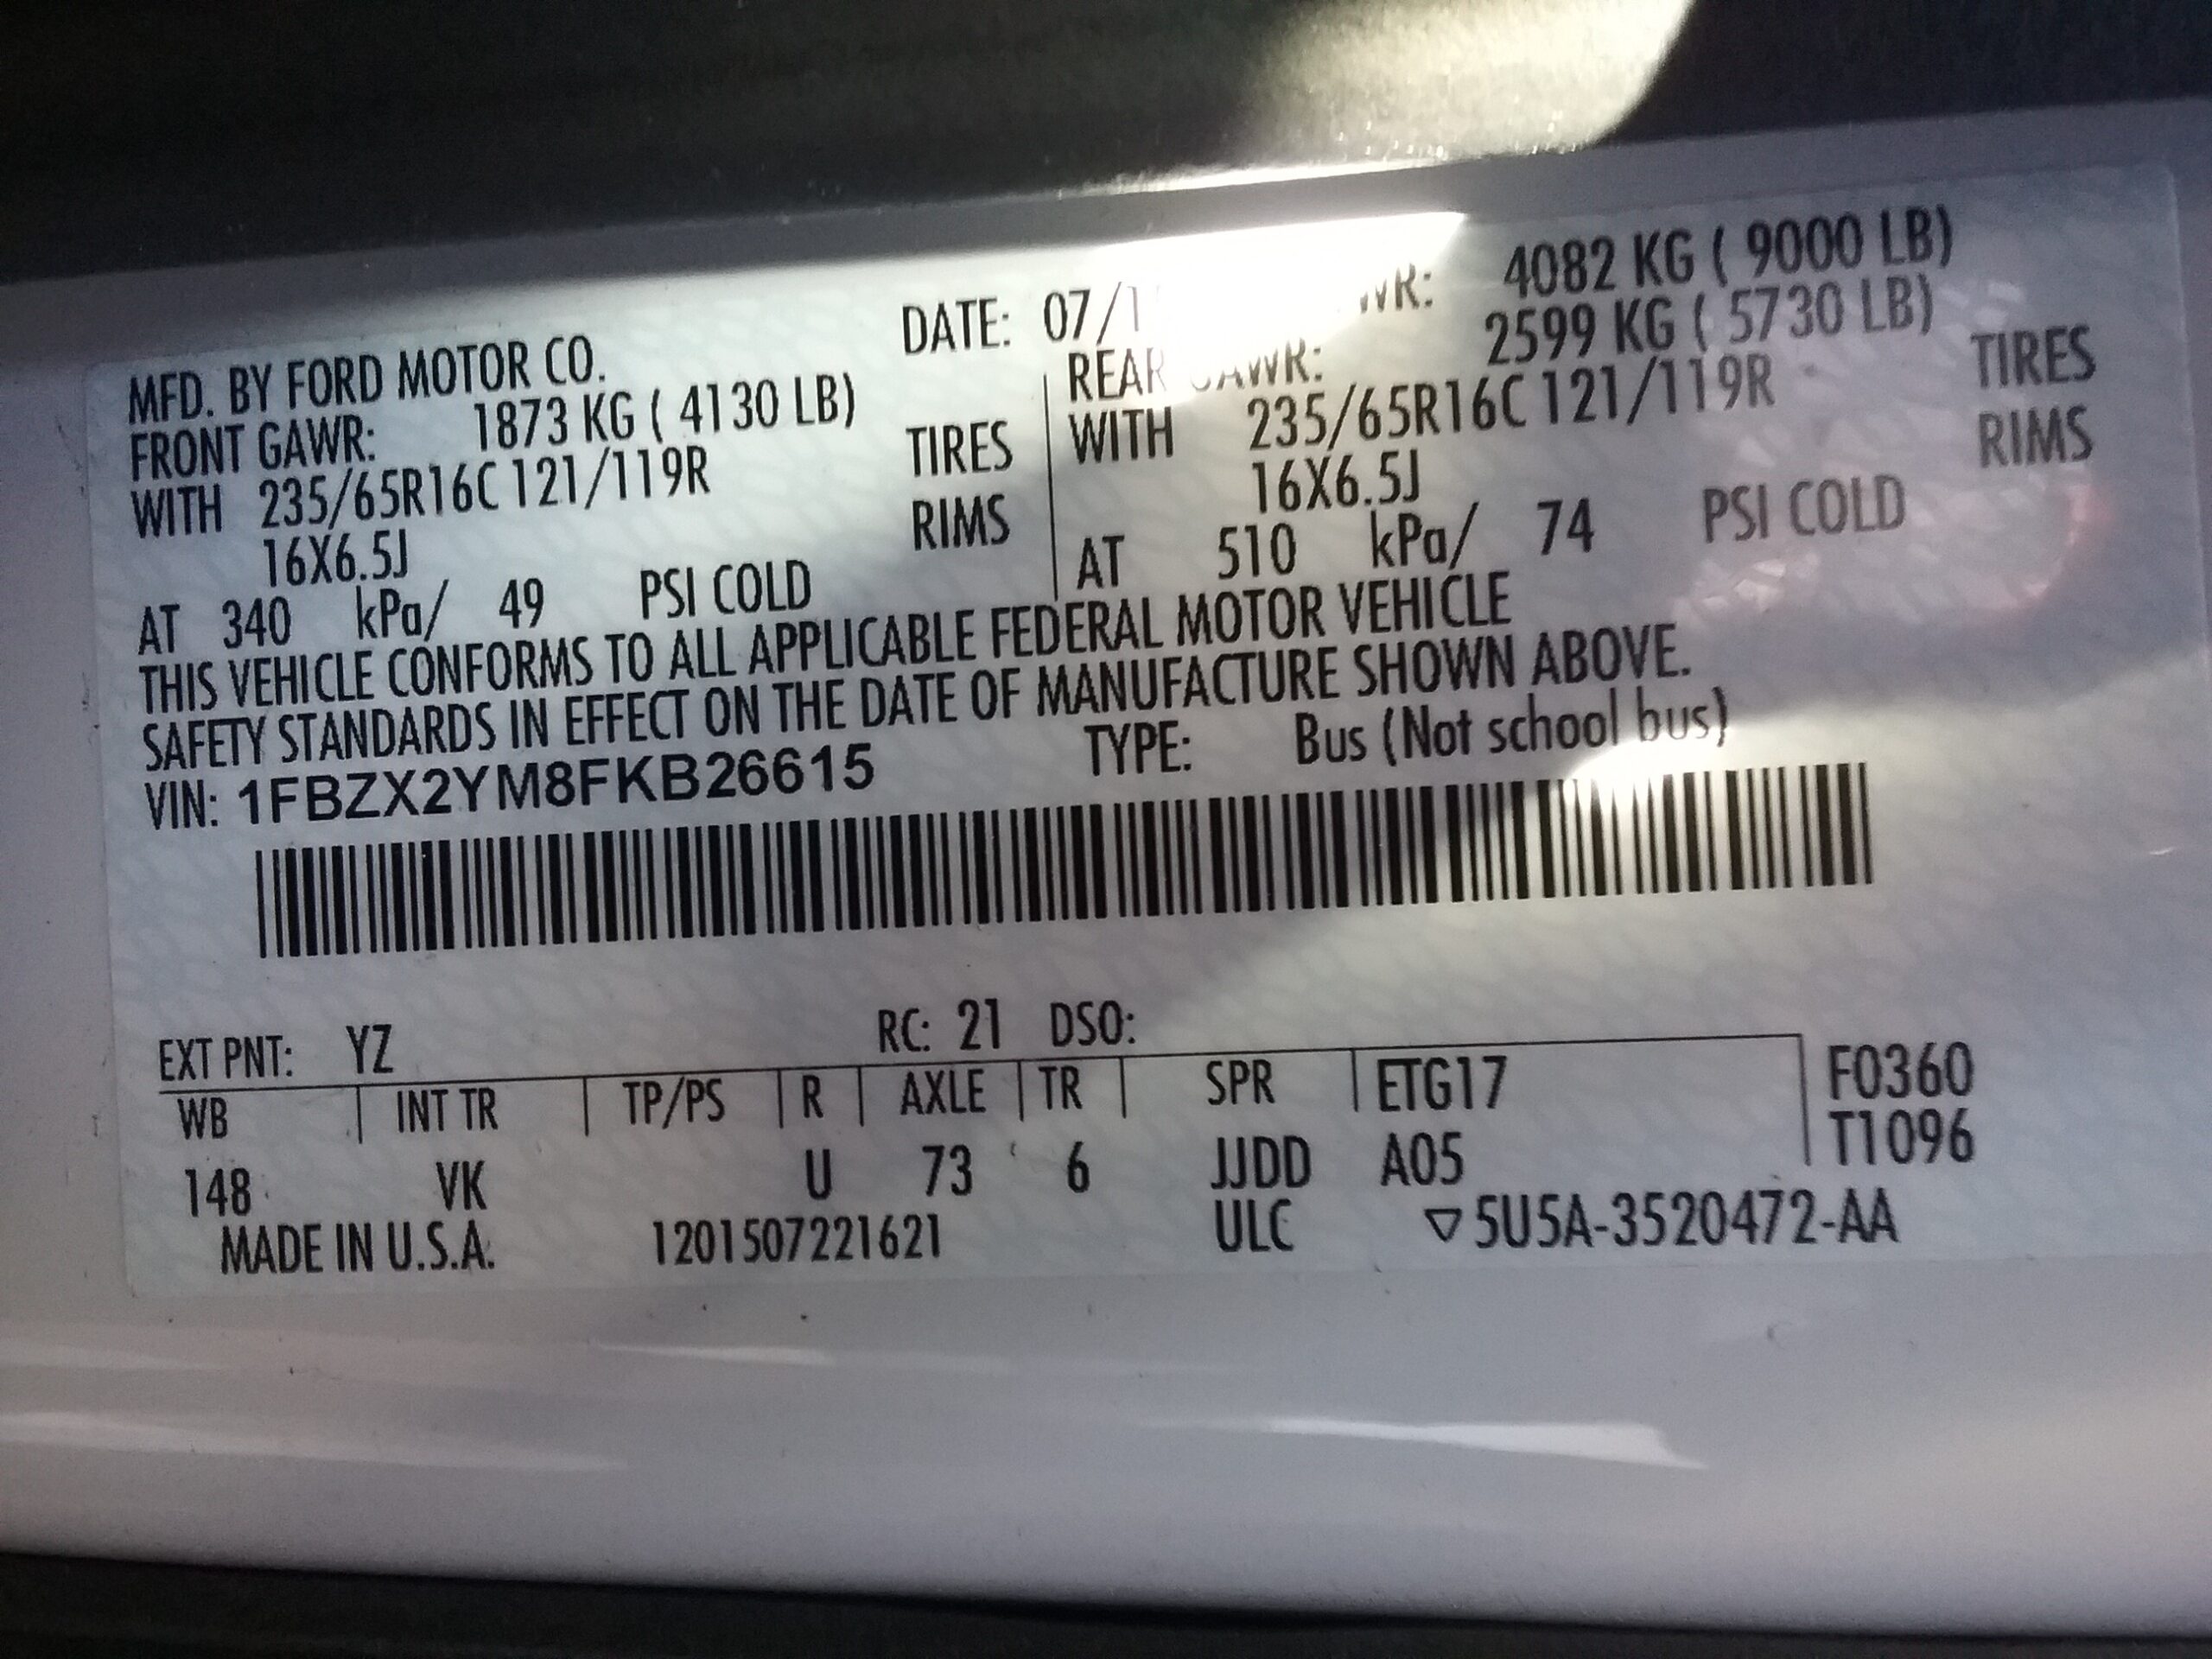 MFD. BY FORD MOTOR CO. DATE: 07/1 4082 KG ( 9000 LB)
FRONT GAWR: 1873 KG ( 4130 LB) REAR GAWR: 2599 KG ( 5730 LB)
WITH 235/65R16C 121/119R TIRES WITH 235/65R16C 121/119R TIRES
16X6.5J RIMS 16X6.5J RIMS
AT 340 kPa/ 49 PSI COLD AT 510 kPa/ 74 PSI COLD
THIS VEHICLE CONFORMS TO ALL APPLICABLE FEDERAL MOTOR VEHICLE
SAFETY STANDARDS IN EFFECT ON THE DATE OF MANUFACTURE SHOWN ABOVE.
VIN: 1FBZX2YM8FKB26615 TYPE: Bus (Not school bus)
EXT PNT: YZ RC: 21 DSO:
WB INT TR TP/PS R AXLE TR SPR ETG17 F0360
148 VK U 73 6 JJDD A05 T1096
MADE IN U.S.A. 1201507221621 ULC ▽5U5A-3520472-AA